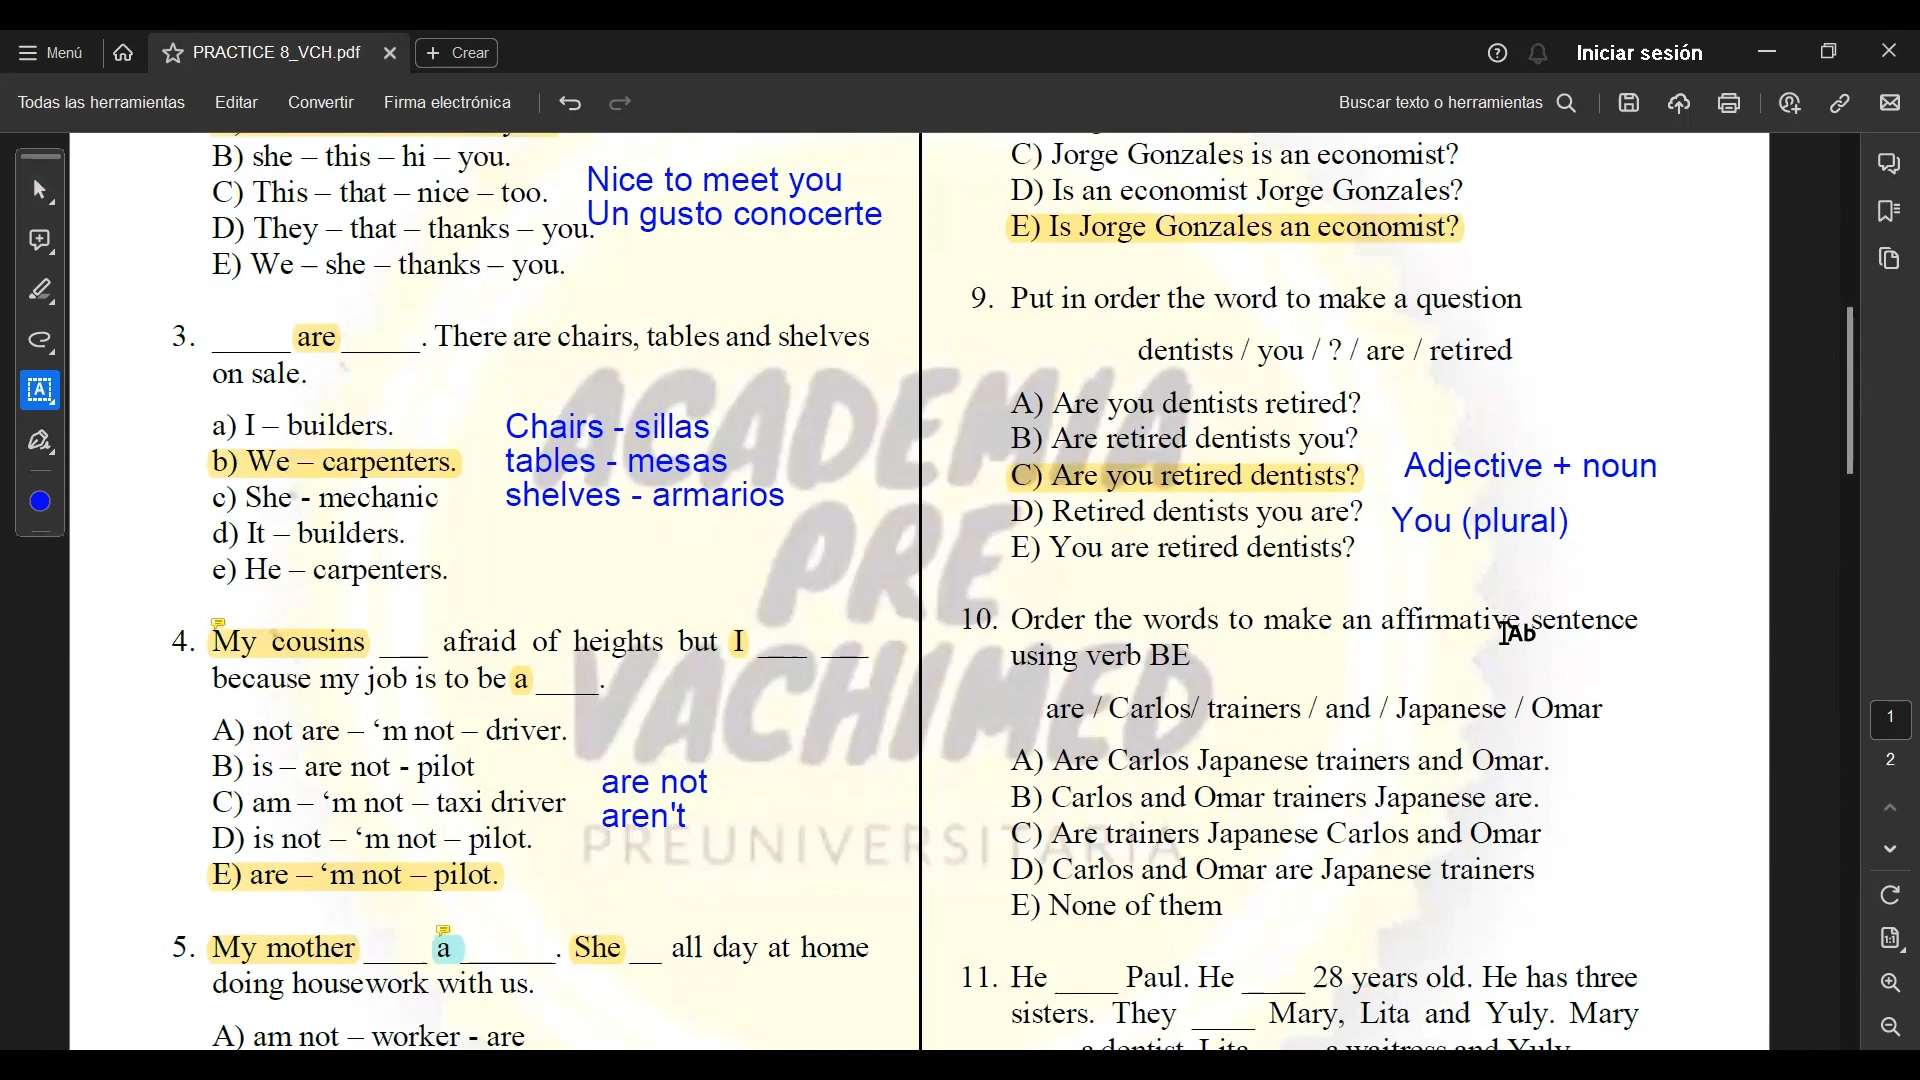 Menú
PRACTICE 8_VCH.pdf
Crear
Iniciar sesión
Todas las herramientas
Editar
Convertir
Firma electrónica
Buscar texto o herramientas
B) she – this – hi – you.
C) This – that – nice – too.
D) They – that – thanks – you.
E) We – she – thanks – you.
Nice to meet you
Un gusto conocerte
3. _____ are _____. There are chairs, tables and shelves
on sale.
a) I – builders.
b) We – carpenters.
c) She - mechanic
d) It – builders.
e) He – carpenters.
Chairs - sillas
tables - mesas
shelves - armarios
4. My cousins ___ afraid of heights but I ___ ___
because my job is to be a ____.
A) not are – ‘m not – driver.
B) is – are not - pilot
C) am – ‘m not – taxi driver
D) is not – ‘m not – pilot.
E) are – ‘m not – pilot.
are not
aren't
5. My mother ____ a ______. She __ all day at home
doing housework with us.
A) am not – worker - are
C) Jorge Gonzales is an economist?
D) Is an economist Jorge Gonzales?
E) Is Jorge Gonzales an economist?
9. Put in order the word to make a question
dentists / you / ? / are / retired
A) Are you dentists retired?
B) Are retired dentists you?
C) Are you retired dentists?
D) Retired dentists you are?
E) You are retired dentists?
Adjective + noun
You (plural)
10. Order the words to make an affirmative sentence
using verb BE
are / Carlos/ trainers / and / Japanese / Omar
A) Are Carlos Japanese trainers and Omar.
B) Carlos and Omar trainers Japanese are.
C) Are trainers Japanese Carlos and Omar
D) Carlos and Omar are Japanese trainers
E) None of them
11. He ____ Paul. He ____ 28 years old. He has three
sisters. They ____ Mary, Lita and Yuly. Mary
a dentist, Lita ____ a waitress and Yuly
ACADEMIA
PRE
VACHIMED
PREUNIVERSITARIA
Ab
1
2